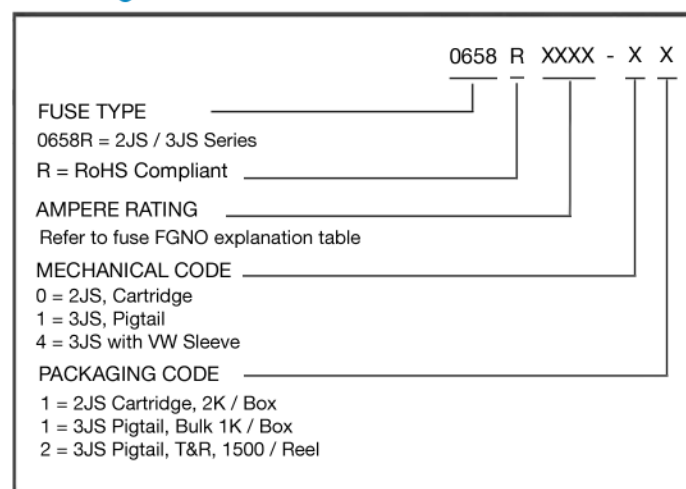 0658 R XXXX - X X
FUSE TYPE
0658R = 2JS / 3JS Series
R = RoHS Compliant
AMPERE RATING
Refer to fuse FGNO explanation table
MECHANICAL CODE
0 = 2JS, Cartridge
1 = 3JS, Pigtail
4 = 3JS with VW Sleeve
PACKAGING CODE
1 = 2JS Cartridge, 2K / Box
1 = 3JS Pigtail, Bulk 1K / Box
2 = 3JS Pigtail, T&R, 1500 / Reel